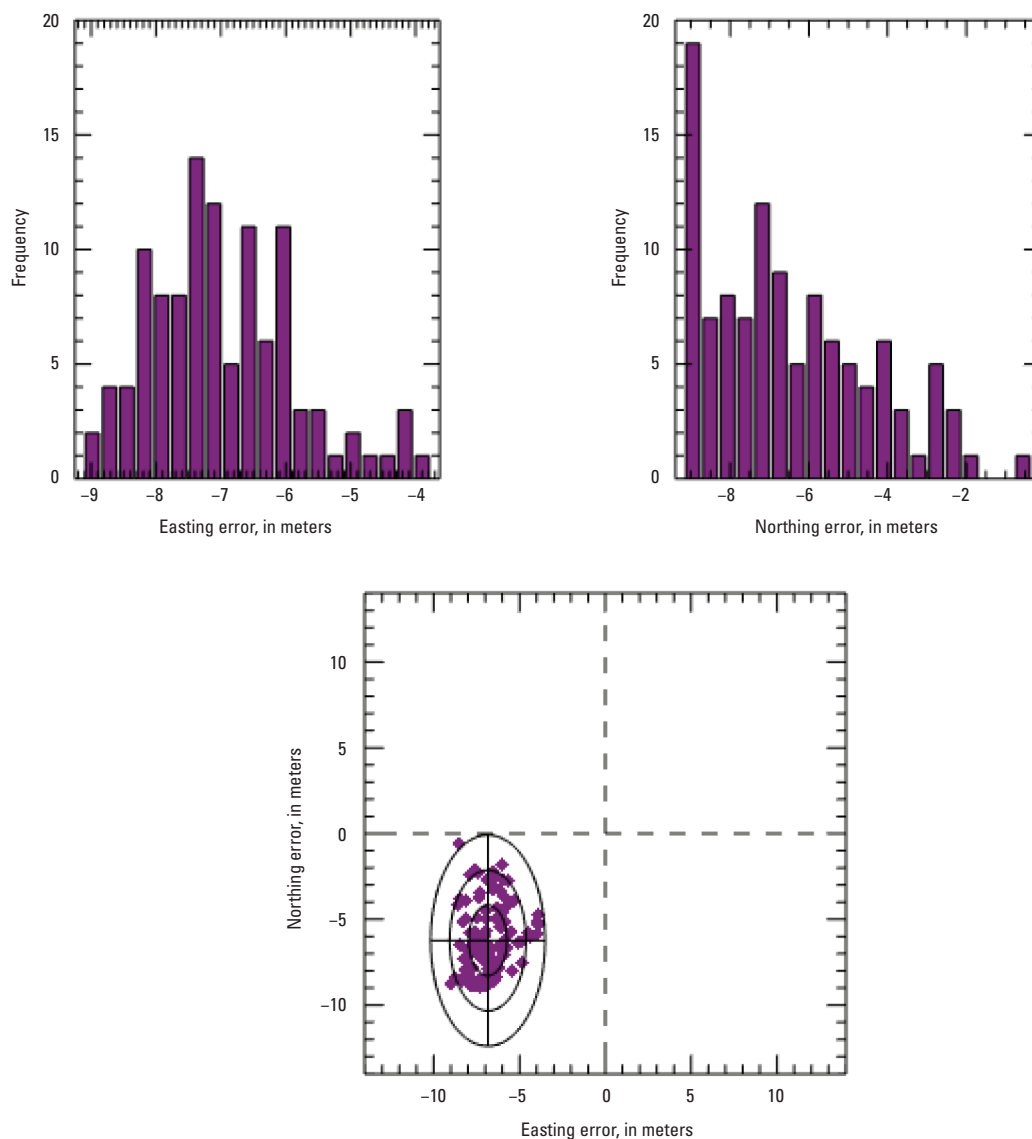 20
15
10
5
0
Frequency
−9 −8 −7 −6 −5 −4
Easting error, in meters
20
15
10
5
0
Frequency
−8 −6 −4 −2
Northing error, in meters
10
5
0
−5
−10
Northing error, in meters
−10 −5 0 5 10
Easting error, in meters